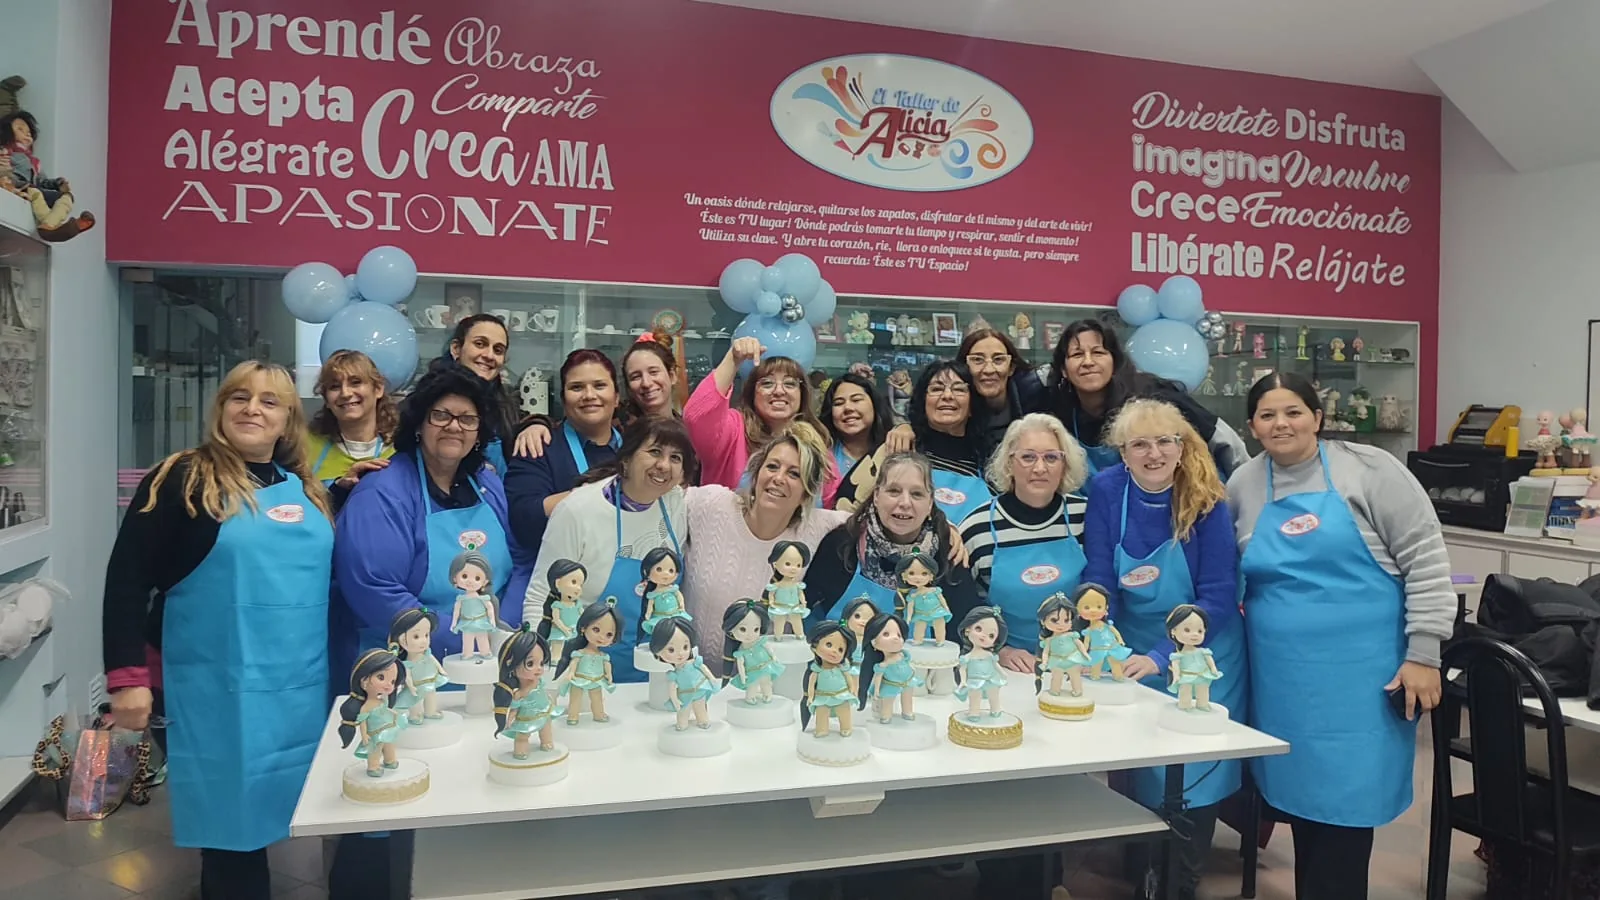 Aprendé Abraza
Acepta Comparte
Alégrate Crea AMA
APASIONATE
El Taller de
Alicia
Un oasis dónde relajarse, quitarse los zapatos, disfrutar de ti mismo y del arte de vivir!
Éste es TU lugar! Dónde podrás tomarte tu tiempo y respirar, sentir el momento!
Utiliza su clave. Y abre tu corazón, rie, llora o enloquece si te gusta. pero siempre
recuerda: Éste es TU Espacio!
Diviertete Disfruta
imagina Descubre
Crece Emociónate
Libérate Relájate